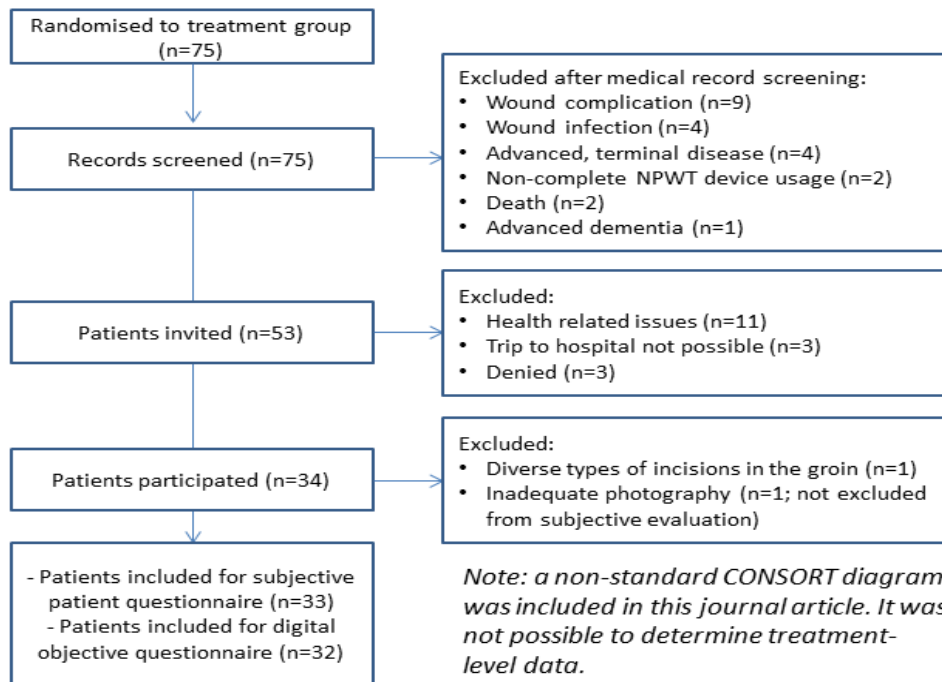 Randomised to treatment group
(n=75)
Excluded after medical record screening:
• Wound complication (n=9)
• Wound infection (n=4)
• Advanced, terminal disease (n=4)
• Non-complete NPWT device usage (n=2)
• Death (n=2)
• Advanced dementia (n=1)
Records screened (n=75)
Excluded:
• Health related issues (n=11)
• Trip to hospital not possible (n=3)
• Denied (n=3)
Patients invited (n=53)
Excluded:
• Diverse types of incisions in the groin (n=1)
• Inadequate photography (n=1; not excluded
from subjective evaluation)
Patients participated (n=34)
- Patients included for subjective
patient questionnaire (n=33)
- Patients included for digital
objective questionnaire (n=32)
Note: a non-standard CONSORT diagram
was included in this journal article. It was
not possible to determine treatment-
level data.